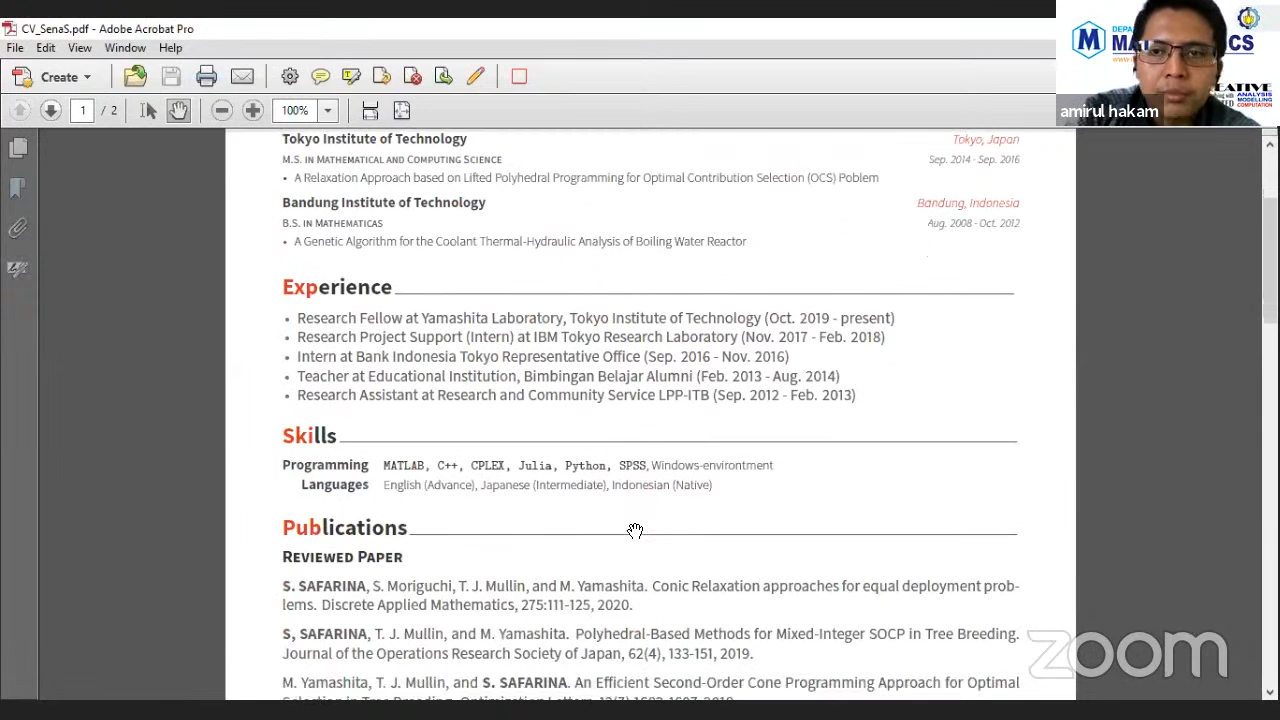 CV_SenaS.pdf - Adobe Acrobat Pro
File Edit View Window Help
Create
1 / 2 100%
amirul hakam
Tokyo Institute of Technology Tokyo, Japan
M.S. IN MATHEMATICAL AND COMPUTING SCIENCE Sep. 2014 - Sep. 2016
• A Relaxation Approach based on Lifted Polyhedral Programming for Optimal Contribution Selection (OCS) Poblem
Bandung Institute of Technology Bandung, Indonesia
B.S. IN MATHEMATICAS Aug. 2008 - Oct. 2012
• A Genetic Algorithm for the Coolant Thermal-Hydraulic Analysis of Boiling Water Reactor
Experience
• Research Fellow at Yamashita Laboratory, Tokyo Institute of Technology (Oct. 2019 - present)
• Research Project Support (Intern) at IBM Tokyo Research Laboratory (Nov. 2017 - Feb. 2018)
• Intern at Bank Indonesia Tokyo Representative Office (Sep. 2016 - Nov. 2016)
• Teacher at Educational Institution, Bimbingan Belajar Alumni (Feb. 2013 - Aug. 2014)
• Research Assistant at Research and Community Service LPP-ITB (Sep. 2012 - Feb. 2013)
Skills
Programming MATLAB, C++, CPLEX, Julia, Python, SPSS, Windows-environtment
Languages English (Advance), Japanese (Intermediate), Indonesian (Native)
Publications
REVIEWED PAPER
S. SAFARINA, S. Moriguchi, T. J. Mullin, and M. Yamashita. Conic Relaxation approaches for equal deployment prob-
lems. Discrete Applied Mathematics, 275:111-125, 2020.
S, SAFARINA, T. J. Mullin, and M. Yamashita. Polyhedral-Based Methods for Mixed-Integer SOCP in Tree Breeding.
Journal of the Operations Research Society of Japan, 62(4), 133-151, 2019.
M. Yamashita, T. J. Mullin, and S. SAFARINA. An Efficient Second-Order Cone Programming Approach for Optimal
zoom